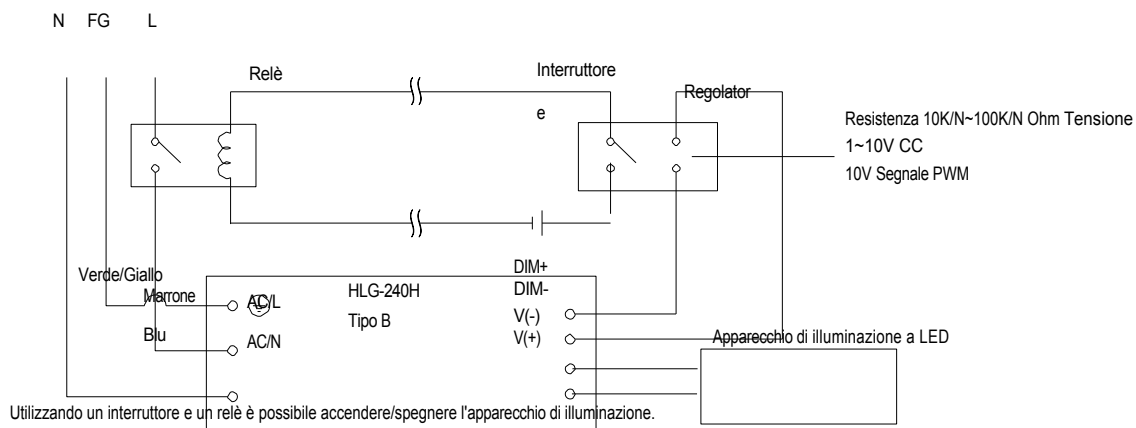 N FG L
Relè
Interruttore
e
Regolator
Resistenza 10K/N~100K/N Ohm Tensione
1~10V CC
10V Segnale PWM
Verde/Giallo
Marrone
Blu
AC/L
AC/N
HLG-240H
Tipo B
DIM+
DIM-
V(-)
V(+)
Apparecchio di illuminazione a LED
Utilizzando un interruttore e un relè è possibile accendere/spegnere l'apparecchio di illuminazione.